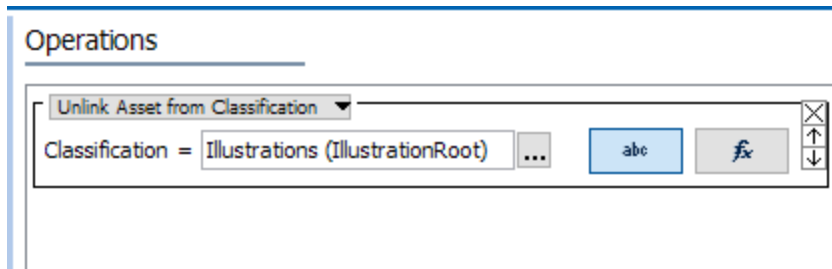 Operations
Unlink Asset from Classification
Classification = Illustrations (IllustrationRoot) ... abc fx